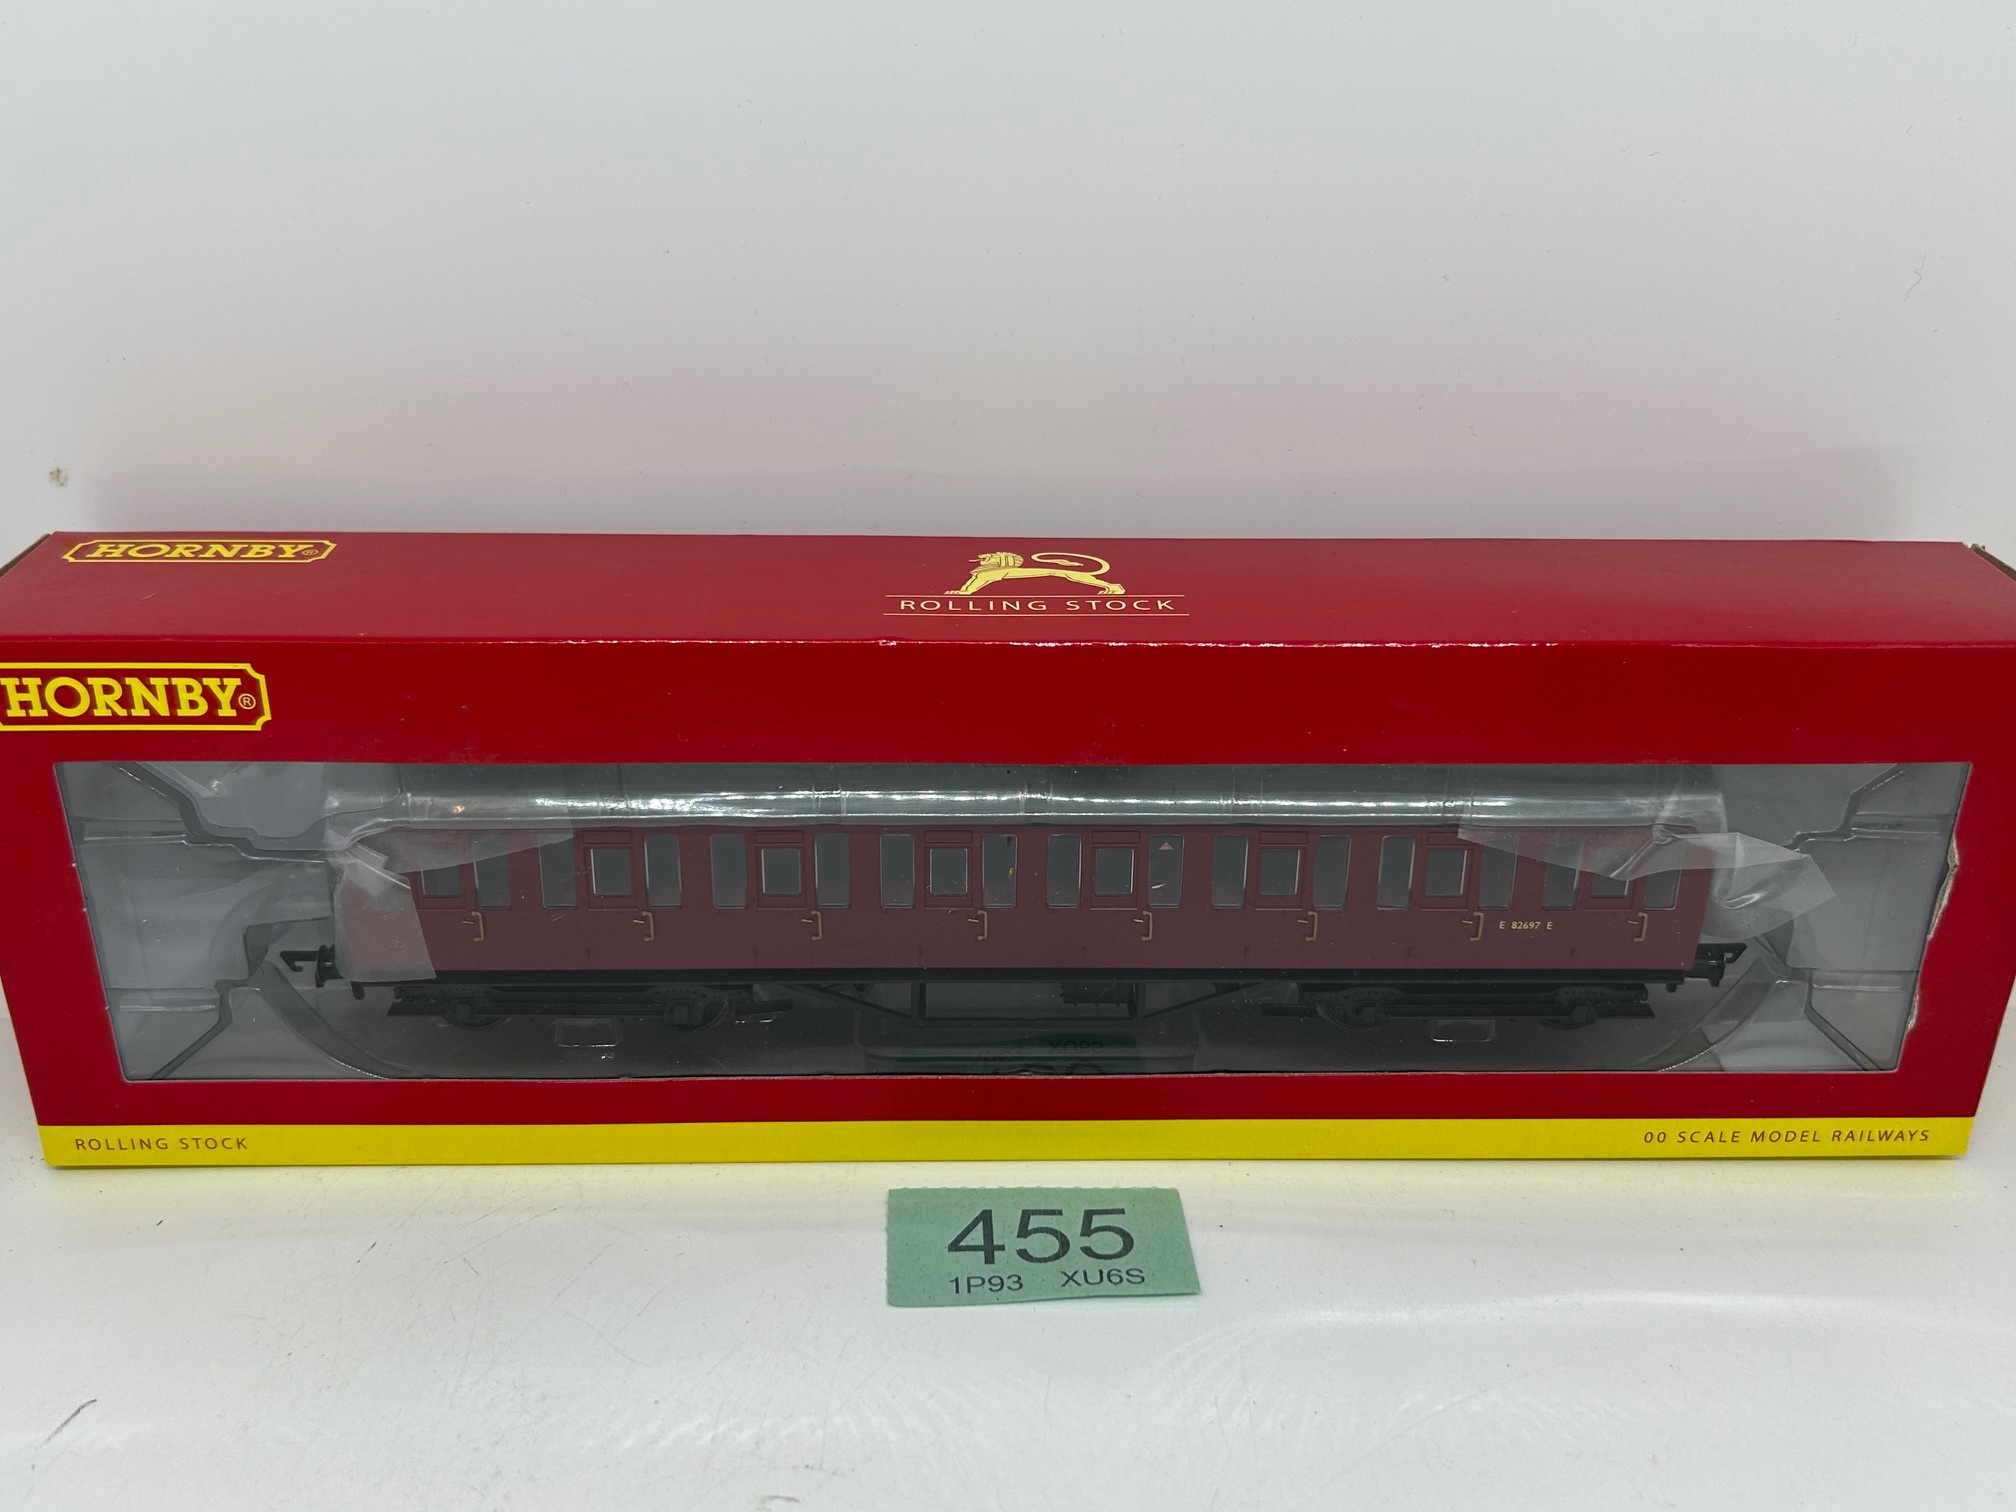 HORNBY®
ROLLING STOCK
HORNBY®
E 82697 E
ROLLING STOCK
00 SCALE MODEL RAILWAYS
455
1P93 XU6S